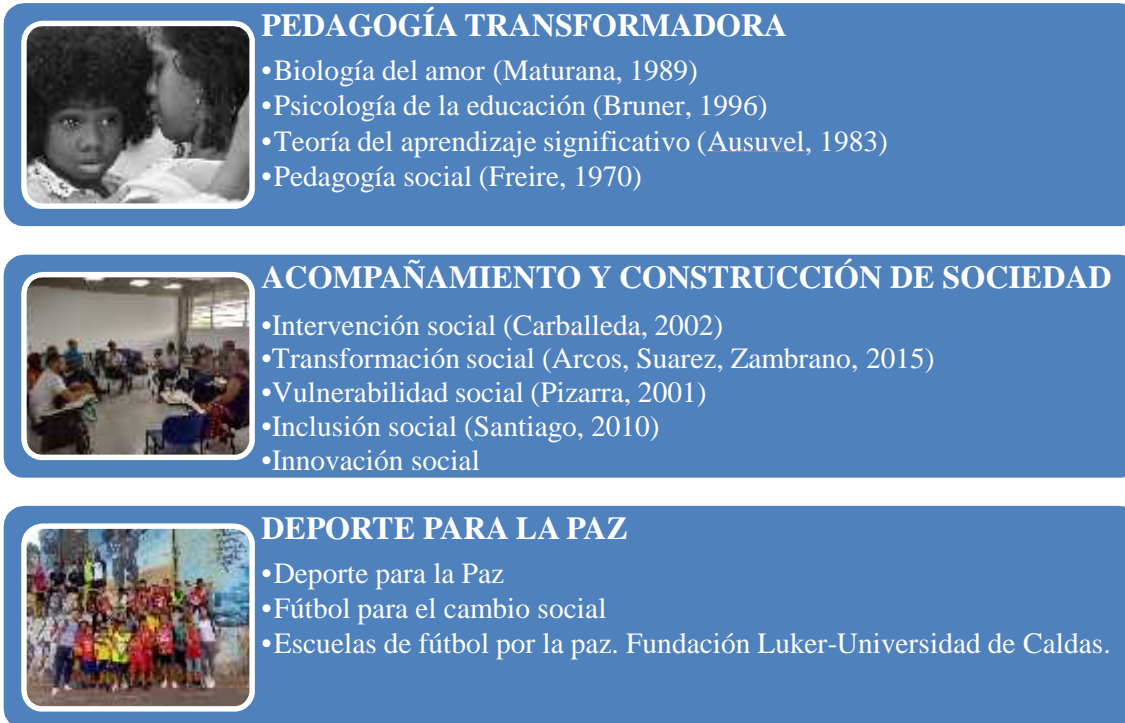 PEDAGOGÍA TRANSFORMADORA
•Biología del amor (Maturana, 1989)
•Psicología de la educación (Bruner, 1996)
•Teoría del aprendizaje significativo (Ausuvel, 1983)
•Pedagogía social (Freire, 1970)
ACOMPAÑAMIENTO Y CONSTRUCCIÓN DE SOCIEDAD
•Intervención social (Carballeda, 2002)
•Transformación social (Arcos, Suarez, Zambrano, 2015)
•Vulnerabilidad social (Pizarra, 2001)
•Inclusión social (Santiago, 2010)
•Innovación social
DEPORTE PARA LA PAZ
•Deporte para la Paz
•Fútbol para el cambio social
•Escuelas de fútbol por la paz. Fundación Luker-Universidad de Caldas.